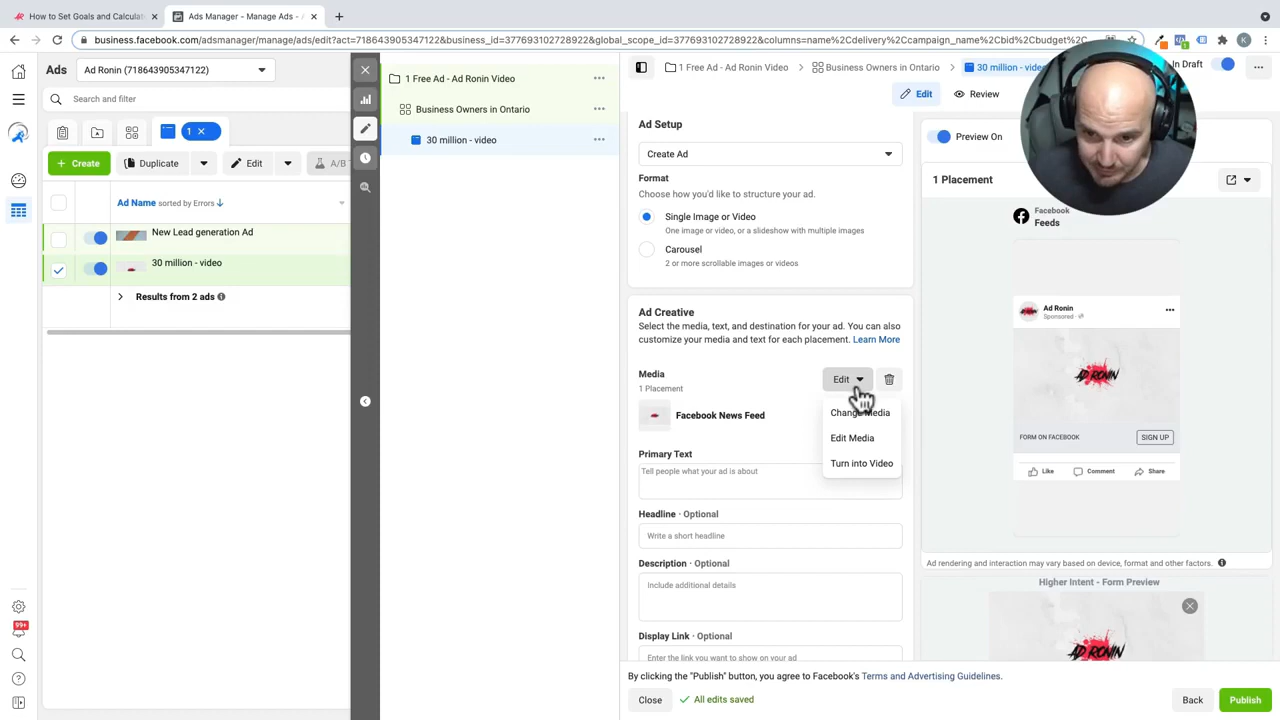 How to Set Goals and Calculat
Ads Manager - Manage Ads -
business.facebook.com/adsmanager/manage/ads/edit?act=718643905347122&business_id=377693102728922&global_scope_id=377693102728922&columns=name%2Cdelivery%2Ccampaign_name%2Cbid%2Cbudget...
K
Ads
Ad Ronin (718643905347122)
Search and filter
1
Create
Duplicate
Edit
A/B T
Ad Name sorted by Errors
New Lead generation Ad
30 million - video
Results from 2 ads
99+
1 Free Ad - Ad Ronin Video
Business Owners in Ontario
30 million - video
1 Free Ad - Ad Ronin Video
Business Owners in Ontario
30 million - video
In Draft
Edit
Review
Ad Setup
Create Ad
Format
Choose how you'd like to structure your ad.
Single Image or Video
One image or video, or a slideshow with multiple images
Carousel
2 or more scrollable images or videos
Ad Creative
Select the media, text, and destination for your ad. You can also
customize your media and text for each placement. Learn More
Media
1 Placement
Edit
Change Media
Edit Media
Turn into Video
Facebook News Feed
Primary Text
Tell people what your ad is about
Headline · Optional
Write a short headline
Description · Optional
Include additional details
Display Link · Optional
Enter the link you want to show on your ad
By clicking the "Publish" button, you agree to Facebook's Terms and Advertising Guidelines.
Close
All edits saved
Back
Publish
Preview On
1 Placement
Facebook
Feeds
Ad Ronin
Sponsored ·
AD RONIN
FORM ON FACEBOOK
SIGN UP
Like
Comment
Share
Ad rendering and interaction may vary based on device, format and other factors.
Higher Intent - Form Preview
AD RONIN